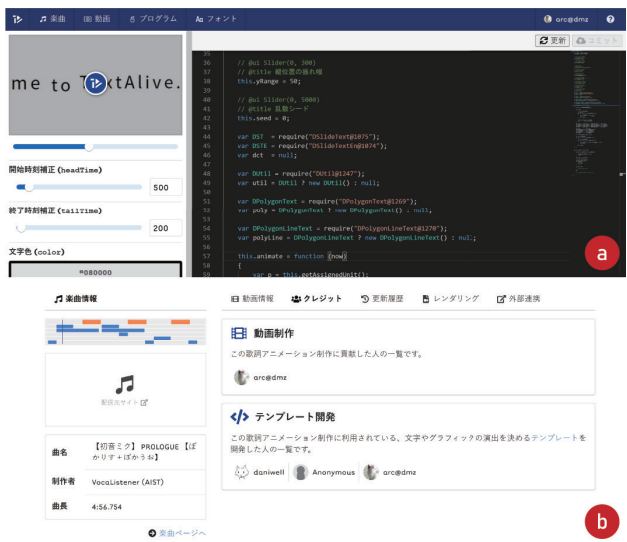 楽曲 動画 プログラム Aa フォント arc@dmz
更新 コミット
me to TextAlive.
開始時刻補正 (headTime)
500
終了時刻補正 (tailTime)
200
文字色 (color)
#080000
35
36 // @ui Slider(0, 300)
37 // @title 縦位置の振れ幅
38 this.yRange = 50;
39
40 // @ui Slider(0, 5000)
41 // @title 乱数シード
42 this.seed = 0;
43
44 var DST = require("DSlideText@1075");
45 var DSTE = require("DSlideTextEn@1074");
46 var dct = null;
47
48 var DUtil = require("DUtil@1247");
49 var util = DUtil ? new DUtil() : null;
50
51 var DPolygonText = require("DPolygonText@1269");
52 var poly = DPolygonText ? new DPolygonText() : null;
53
54 var DPolygonLineText = require("DPolygonLineText@1270");
55 var polyLine = DPolygonLineText ? new DPolygonLineText() : null;
56
57 this.animate = function (now)
58 {
59 var p = this.getAssignedUnit();
a
楽曲情報
配信元サイト
曲名 【初音ミク】 PROLOGUE 【ぼ
かりす+ぽかうお】
制作者 VocaListener (AIST)
曲長 4:56.754
楽曲ページへ
動画情報 クレジット 更新履歴 レンダリング 外部連携
動画制作
この歌詞アニメーション制作に貢献した人の一覧です。
arc@dmz
テンプレート開発
この歌詞アニメーション制作に利用されている、文字やグラフィックの演出を決めるテンプレートを
開発した人の一覧です。
daniwell Anonymous arc@dmz
b